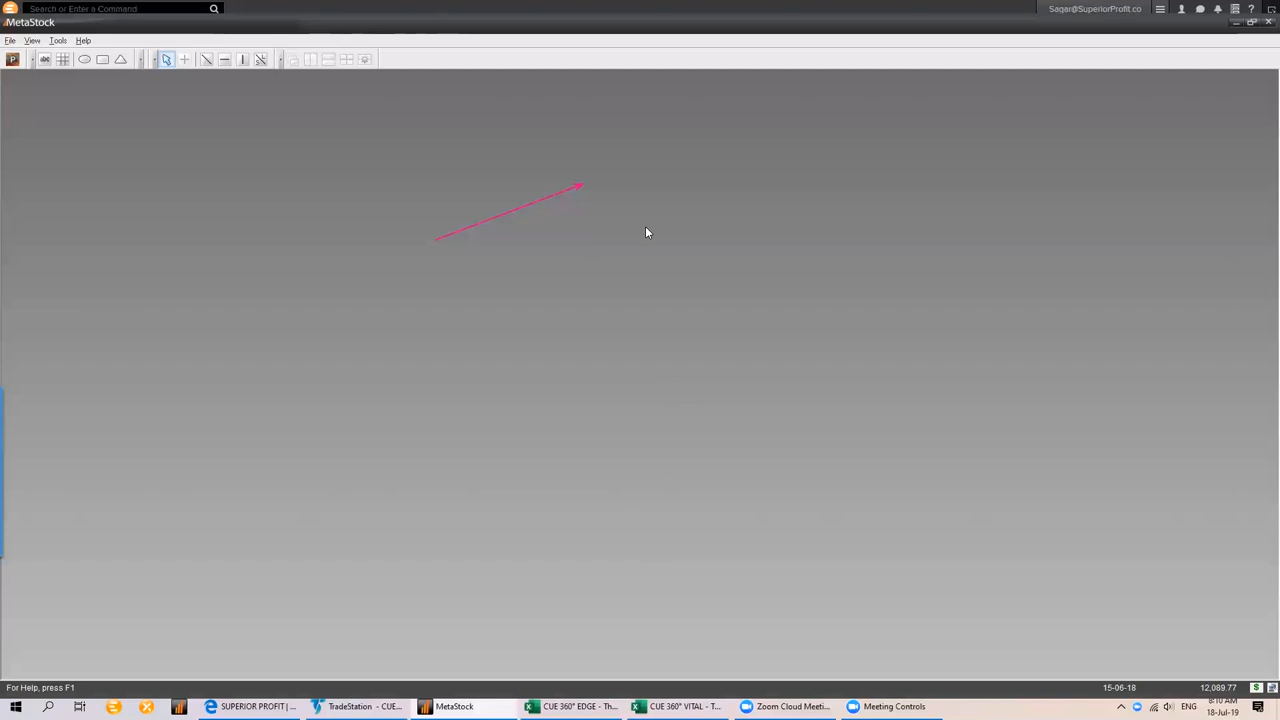 Search or Enter a Command
Sagar@SuperiorProfit.co
MetaStock
File View Tools Help
P abc
For Help, press F1
15-06-18
12,089.77
$
SUPERIOR PROFIT |...
TradeStation - CUE...
MetaStock
CUE 360° EDGE - Th...
CUE 360° VITAL - T...
Zoom Cloud Meeti...
Meeting Controls
ENG
8:10 AM
18-Jul-19